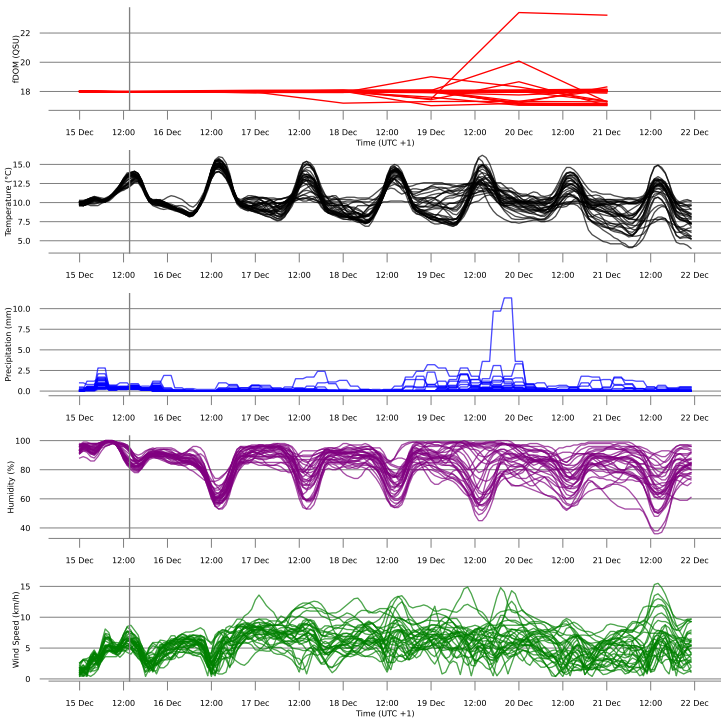 FDOM (QSU)
22
20
18
15 Dec 12:00 16 Dec 12:00 17 Dec 12:00 18 Dec 12:00 19 Dec 12:00 20 Dec 12:00 21 Dec 12:00 22 Dec
Time (UTC +1)
Temperature (°C)
15.0
12.5
10.0
7.5
5.0
15 Dec 12:00 16 Dec 12:00 17 Dec 12:00 18 Dec 12:00 19 Dec 12:00 20 Dec 12:00 21 Dec 12:00 22 Dec
Precipitation (mm)
10.0
7.5
5.0
2.5
0.0
15 Dec 12:00 16 Dec 12:00 17 Dec 12:00 18 Dec 12:00 19 Dec 12:00 20 Dec 12:00 21 Dec 12:00 22 Dec
Humidity (%)
100
80
60
40
15 Dec 12:00 16 Dec 12:00 17 Dec 12:00 18 Dec 12:00 19 Dec 12:00 20 Dec 12:00 21 Dec 12:00 22 Dec
Wind Speed (km/h)
15
10
5
0
15 Dec 12:00 16 Dec 12:00 17 Dec 12:00 18 Dec 12:00 19 Dec 12:00 20 Dec 12:00 21 Dec 12:00 22 Dec
Time (UTC +1)